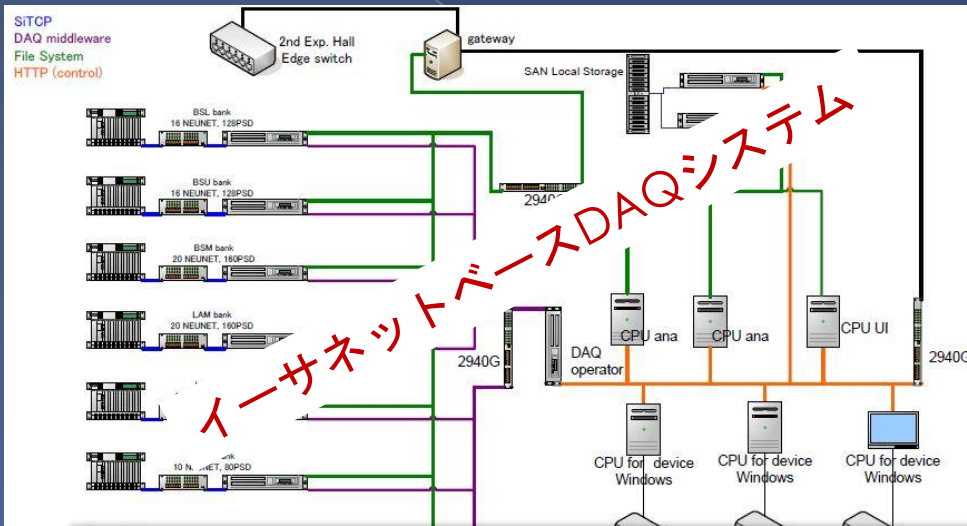 SiTCP
DAQ middleware
File System
HTTP (control)
2nd Exp. Hall
Edge switch
gateway
SAN Local Storage
BSL bank
16 NEUNET, 128PSD
BSU bank
16 NEUNET, 128PSD
BSM bank
20 NEUNET, 160PSD
LAM bank
20 NEUNET, 160PSD
10 80PSD
イーサネットベースDAQシステム
CPU ana
CPU ana
CPU UI
2940G
DAQ
operator
2940G
CPU for device
Windows
CPU for device
Windows
CPU for device
Windows